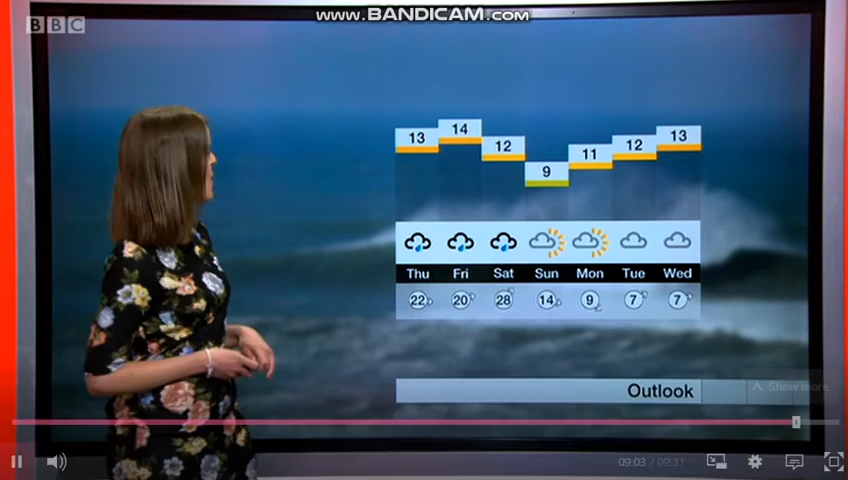 BBC
www.BANDICAM.com
13 14 12 9 11 12 13
Thu Fri Sat Sun Mon Tue Wed
22 20 28 14 9 7 7
Outlook
Show more
09:03 / 09:31